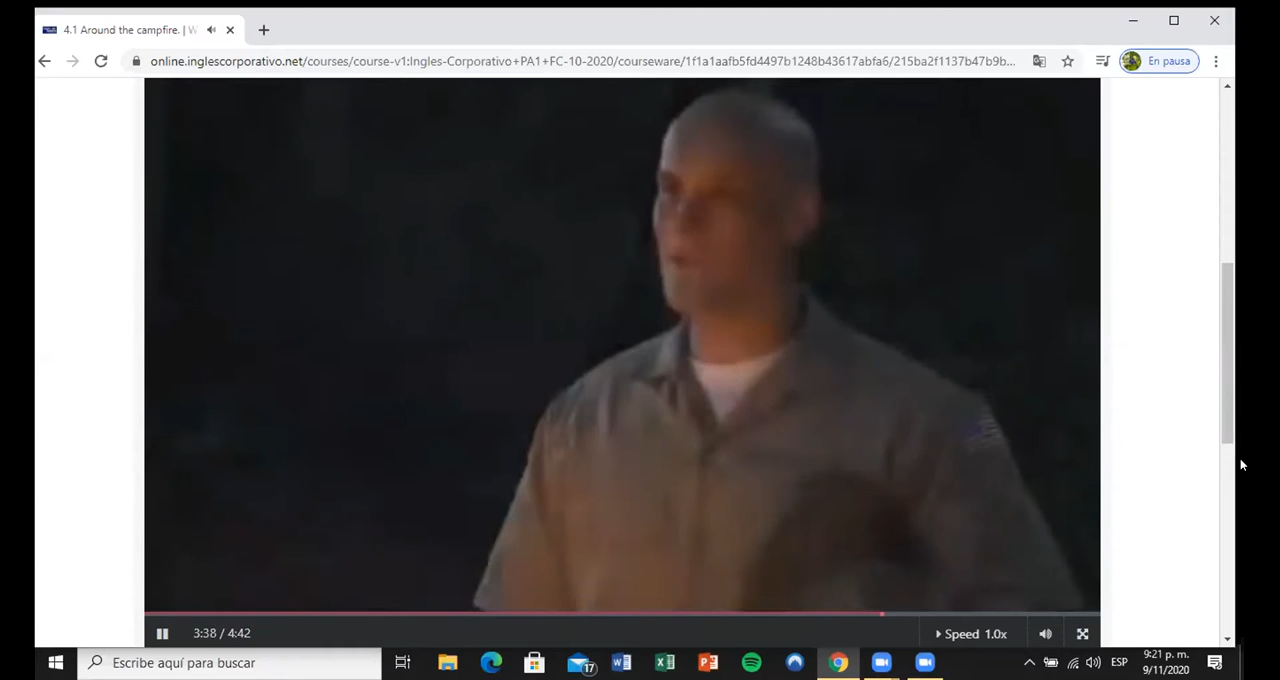 4.1 Around the campfire. | W
online.inglescorporativo.net/courses/course-v1:Ingles-Corporativo+PA1+FC-10-2020/courseware/1f1a1aafb5fd4497b1248b43617abfa6/215ba2f1137b47b9b...
En pausa
3:38 / 4:42
Speed 1.0x
Escribe aquí para buscar
17
ESP
9:21 p. m.
9/11/2020